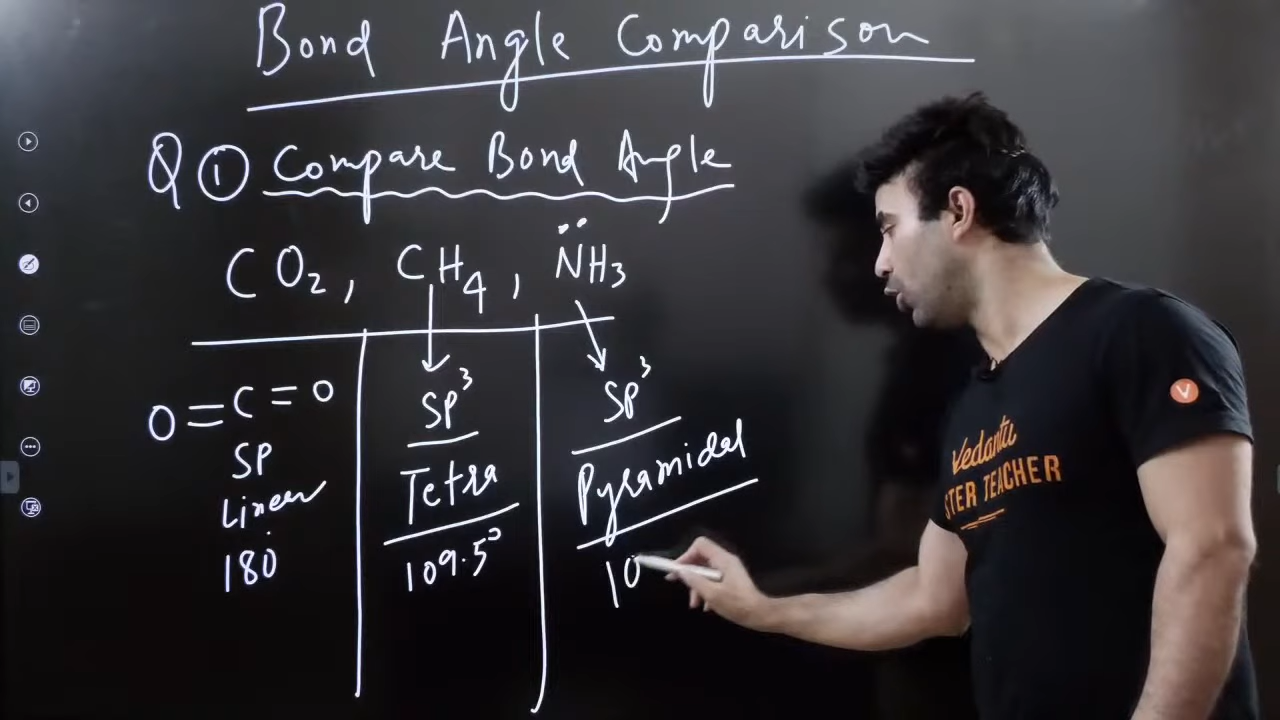 Bond Angle Comparison
Q ① Compare Bond Angle
CO₂, CH₄, N̈H₃
O=C=O
SP
Linear
180°
SP³
Tetra
109.5°
SP³
Pyramidal
10
Vedantu
STER TEACHER
V